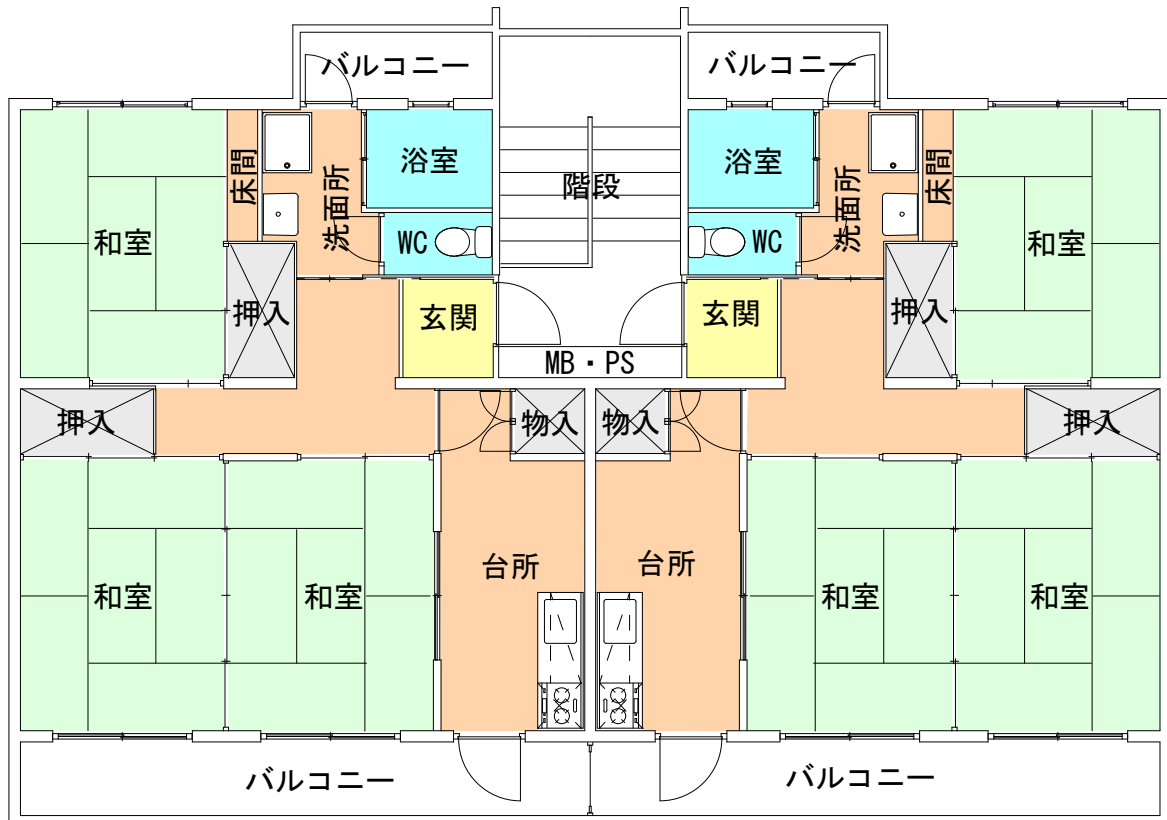 バルコニー
バルコニー
床間
浴室
階段
浴室
床間
洗面所
洗面所
和室
WC
WC
和室
押入
玄関
玄関
押入
MB・PS
押入
物入
物入
押入
台所
台所
和室
和室
和室
和室
バルコニー
バルコニー